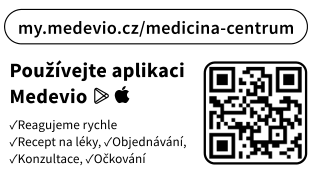 my.medevio.cz/medicina-centrum
Používejte aplikaci
Medevio
✓Reagujeme rychle
✓Recept na léky, ✓Objednávání,
✓Konzultace, ✓Očkování